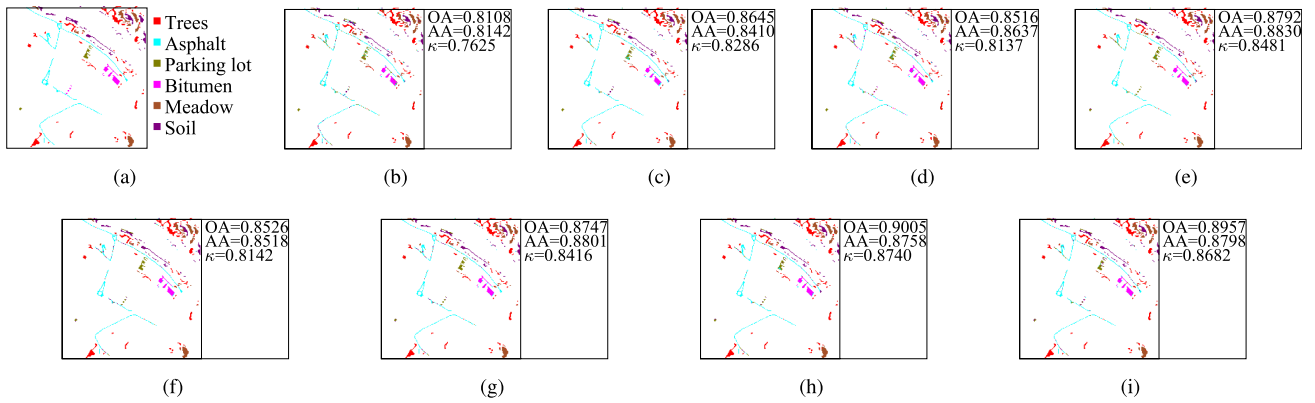 Trees
Asphalt
Parking lot
Bitumen
Meadow
Soil
OA=0.8108
AA=0.8142
κ=0.7625
OA=0.8645
AA=0.8410
κ=0.8286
OA=0.8516
AA=0.8637
κ=0.8137
OA=0.8792
AA=0.8830
κ=0.8481
(a)
(b)
(c)
(d)
(e)
OA=0.8526
AA=0.8518
κ=0.8142
OA=0.8747
AA=0.8801
κ=0.8416
OA=0.9005
AA=0.8758
κ=0.8740
OA=0.8957
AA=0.8798
κ=0.8682
(f)
(g)
(h)
(i)